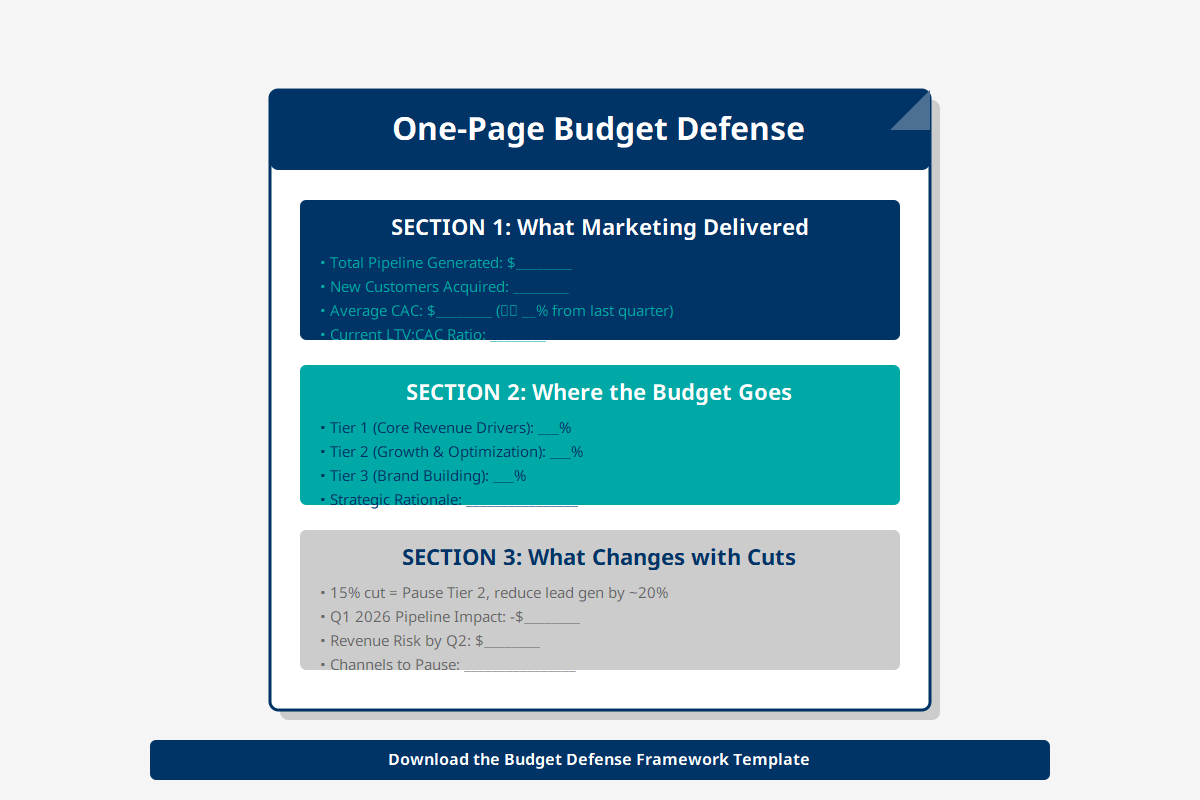 One-Page Budget Defense
SECTION 1: What Marketing Delivered
• Total Pipeline Generated: $________
• New Customers Acquired: ________
• Average CAC: $________ (▯▯ __% from last quarter)
• Current LTV:CAC Ratio: ________
SECTION 2: Where the Budget Goes
• Tier 1 (Core Revenue Drivers): ___%
• Tier 2 (Growth & Optimization): ___%
• Tier 3 (Brand Building): ___%
• Strategic Rationale: ________________
SECTION 3: What Changes with Cuts
• 15% cut = Pause Tier 2, reduce lead gen by ~20%
• Q1 2026 Pipeline Impact: -$________
• Revenue Risk by Q2: $________
• Channels to Pause: ________________
Download the Budget Defense Framework Template